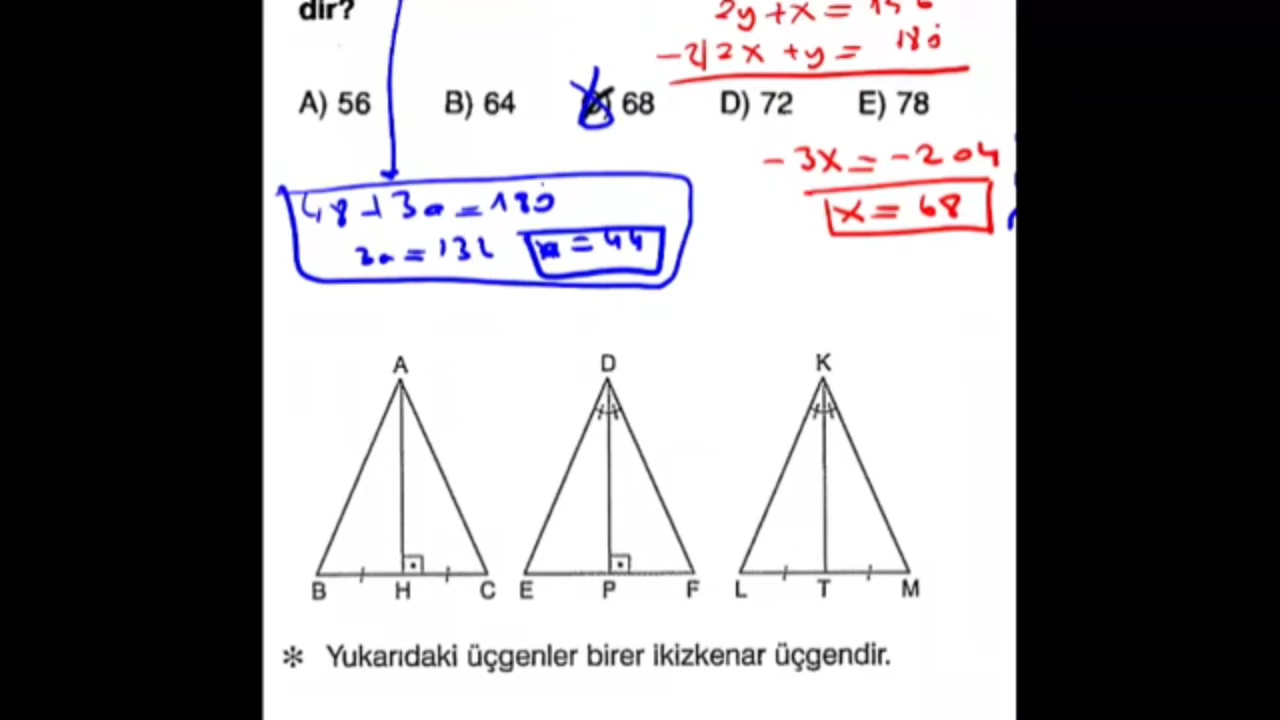 dir?
2y + x =
-2/ 2x + y = 180
A) 56 B) 64 C) 68 D) 72 E) 78
-3x = -204
x = 68
48 + 3a = 180
3a = 132 a = 44
A D K
B H C E P F L T M
* Yukarıdaki üçgenler birer ikizkenar üçgendir.